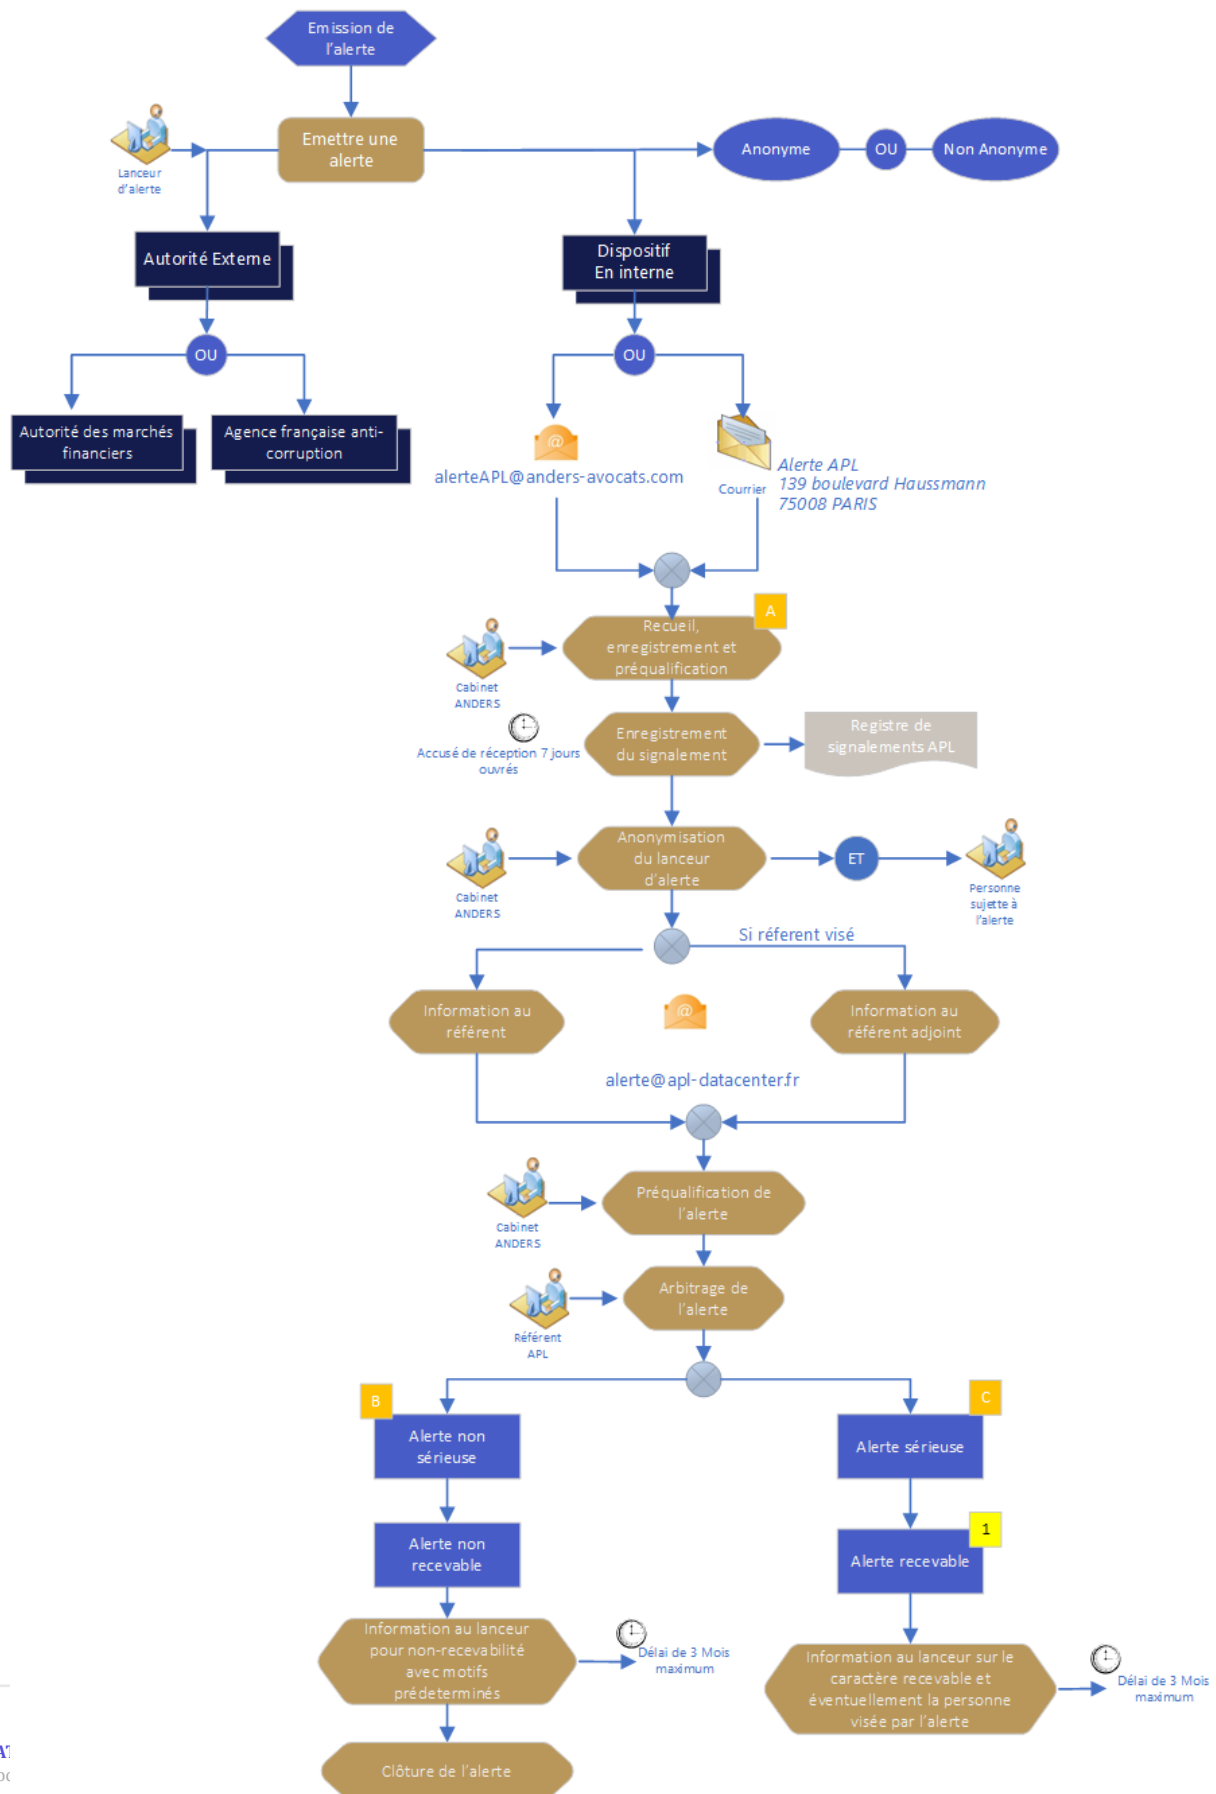 Emission de
l'alerte
Emettre une
alerte
Lanceur
d'alerte
Anonyme
OU
Non Anonyme
Autorité Externe
Dispositif
En interne
OU
OU
Autorité des marchés
financiers
Agence française anti-
corruption
alerteAPL@anders-avocats.com
Courrier
Alerte APL
139 boulevard Haussmann
75008 PARIS
A
Recueil,
enregistrement et
préqualification
Cabinet
ANDERS
Accusé de réception 7 jours
ouvrés
Enregistrement
du signalement
Registre de
signalements APL
Cabinet
ANDERS
Anonymisation
du lanceur
d'alerte
ET
Personne
sujette à
l'alerte
Si réferent visé
Information au
référent
Information au
référent adjoint
alerte@apl-datacenter.fr
Cabinet
ANDERS
Préqualification de
l'alerte
Référent
APL
Arbitrage de
l'alerte
B
Alerte non
sérieuse
C
Alerte sérieuse
Alerte non
recevable
1
Alerte recevable
Information au lanceur
pour non-recevabilité
avec motifs
prédeterminés
Délai de 3 Mois
maximum
Information au lanceur sur le
caractère recevable et
éventuellement la personne
visée par l'alerte
Délai de 3 Mois
maximum
Clôture de l'alerte